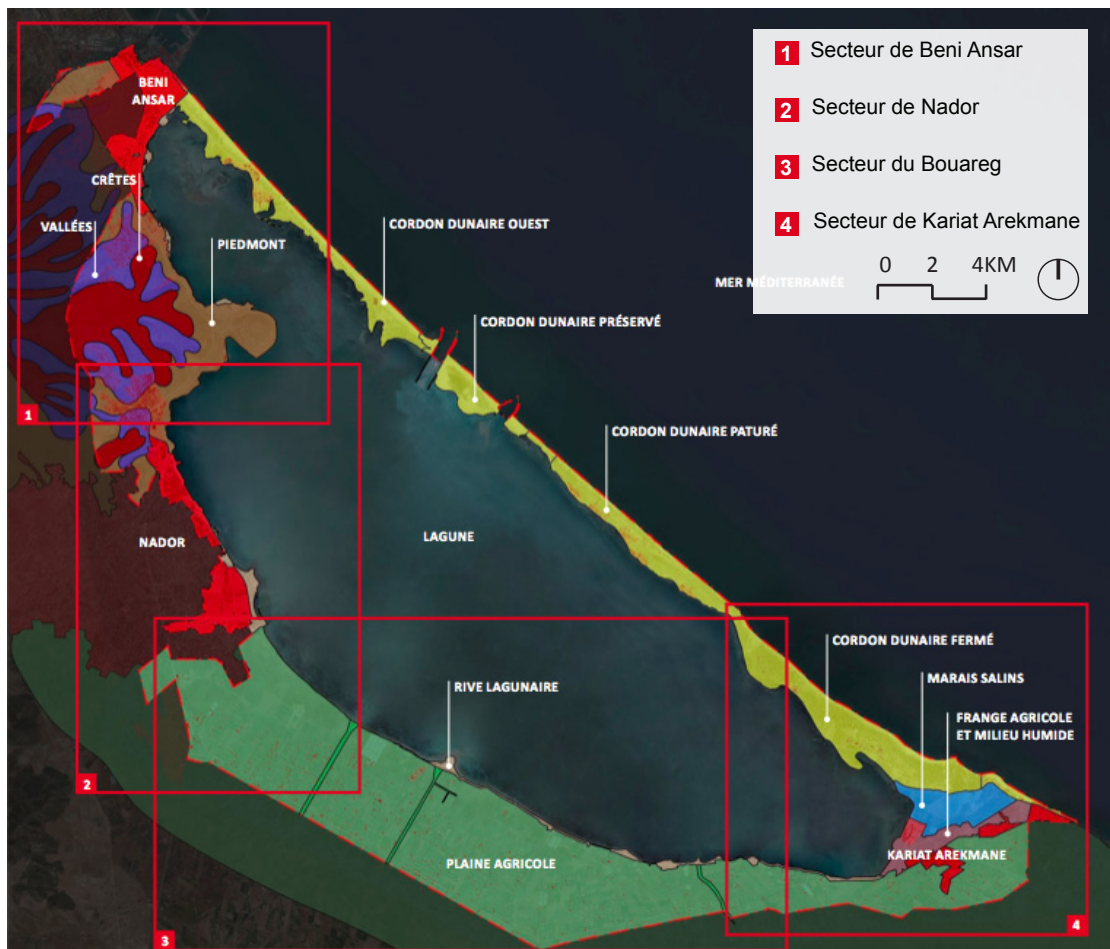 1 Secteur de Beni Ansar
2 Secteur de Nador
3 Secteur du Bouareg
4 Secteur de Kariat Arekmane
0 2 4KM
BENI
ANSAR
CRÊTES
VALLÉES
PIEDMONT
CORDON DUNAIRE OUEST
MER MÉDITERRANÉE
CORDON DUNAIRE PRÉSERVÉ
1
CORDON DUNAIRE PATURÉ
NADOR
LAGUNE
CORDON DUNAIRE FERMÉ
MARAIS SALINS
RIVE LAGUNAIRE
FRANGE AGRICOLE
ET MILIEU HUMIDE
2
PLAINE AGRICOLE
KARIAT AREKMANE
3
4